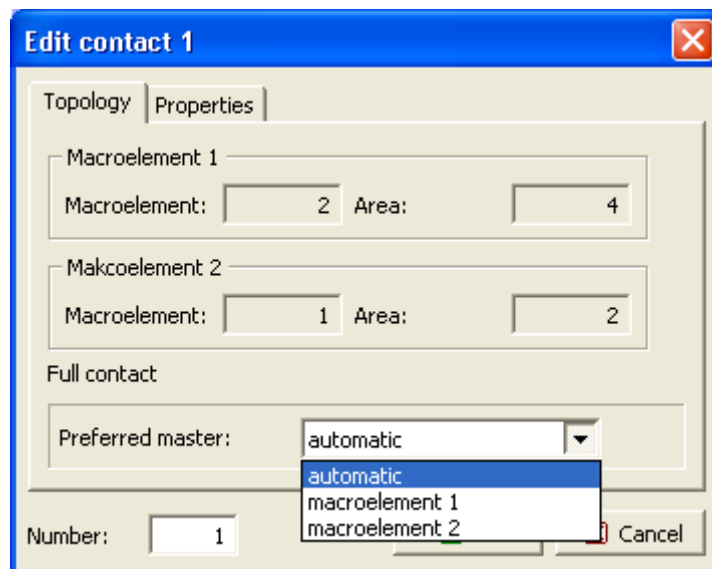 Edit contact 1
Topology Properties
Macroelement 1
Macroelement: 2 Area: 4
Makcoelement 2
Macroelement: 1 Area: 2
Full contact
Preferred master: automatic
automatic
macroelement 1
macroelement 2
Number: 1 Cancel